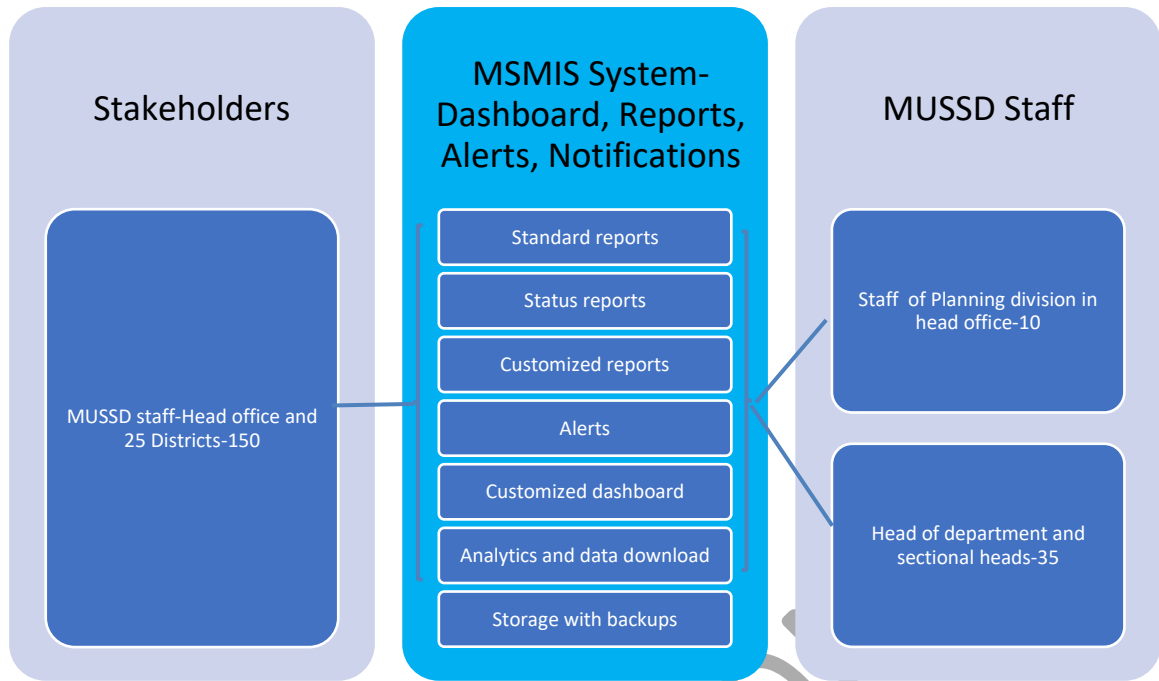 Stakeholders
MUSSD staff-Head office and
25 Districts-150
MSMIS System-
Dashboard, Reports,
Alerts, Notifications
Standard reports
Status reports
Customized reports
Alerts
Customized dashboard
Analytics and data download
Storage with backups
MUSSD Staff
Staff of Planning division in
head office-10
Head of department and
sectional heads-35